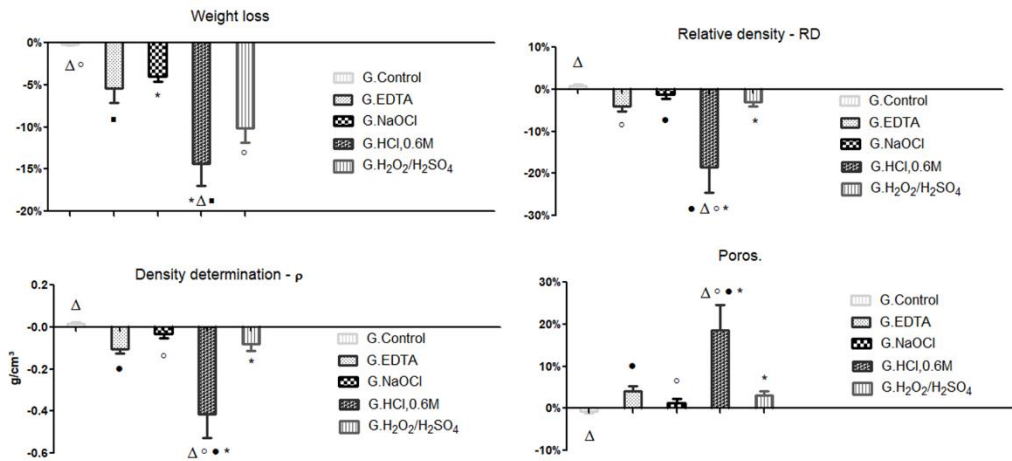 Weight loss
0%
-5%
-10%
-15%
-20%
Δ ○
▪
*
* Δ ▪
○
G.Control
G.EDTA
G.NaOCl
G.HCl,0.6M
G.H₂O₂/H₂SO₄
Relative density - RD
10%
0%
-10%
-20%
-30%
Δ
○
●
● Δ ○ *
*
G.Control
G.EDTA
G.NaOCl
G.HCl,0.6M
G.H₂O₂/H₂SO₄
Density determination - ρ
g/cm³
0.2
-0.0
-0.2
-0.4
-0.6
Δ
●
○
Δ ○ ● *
*
G.Control
G.EDTA
G.NaOCl
G.HCl,0.6M
G.H₂O₂/H₂SO₄
Poros.
30%
20%
10%
0%
-10%
Δ
●
○
Δ ○ ● *
*
G.Control
G.EDTA
G.NaOCl
G.HCl,0.6M
G.H₂O₂/H₂SO₄